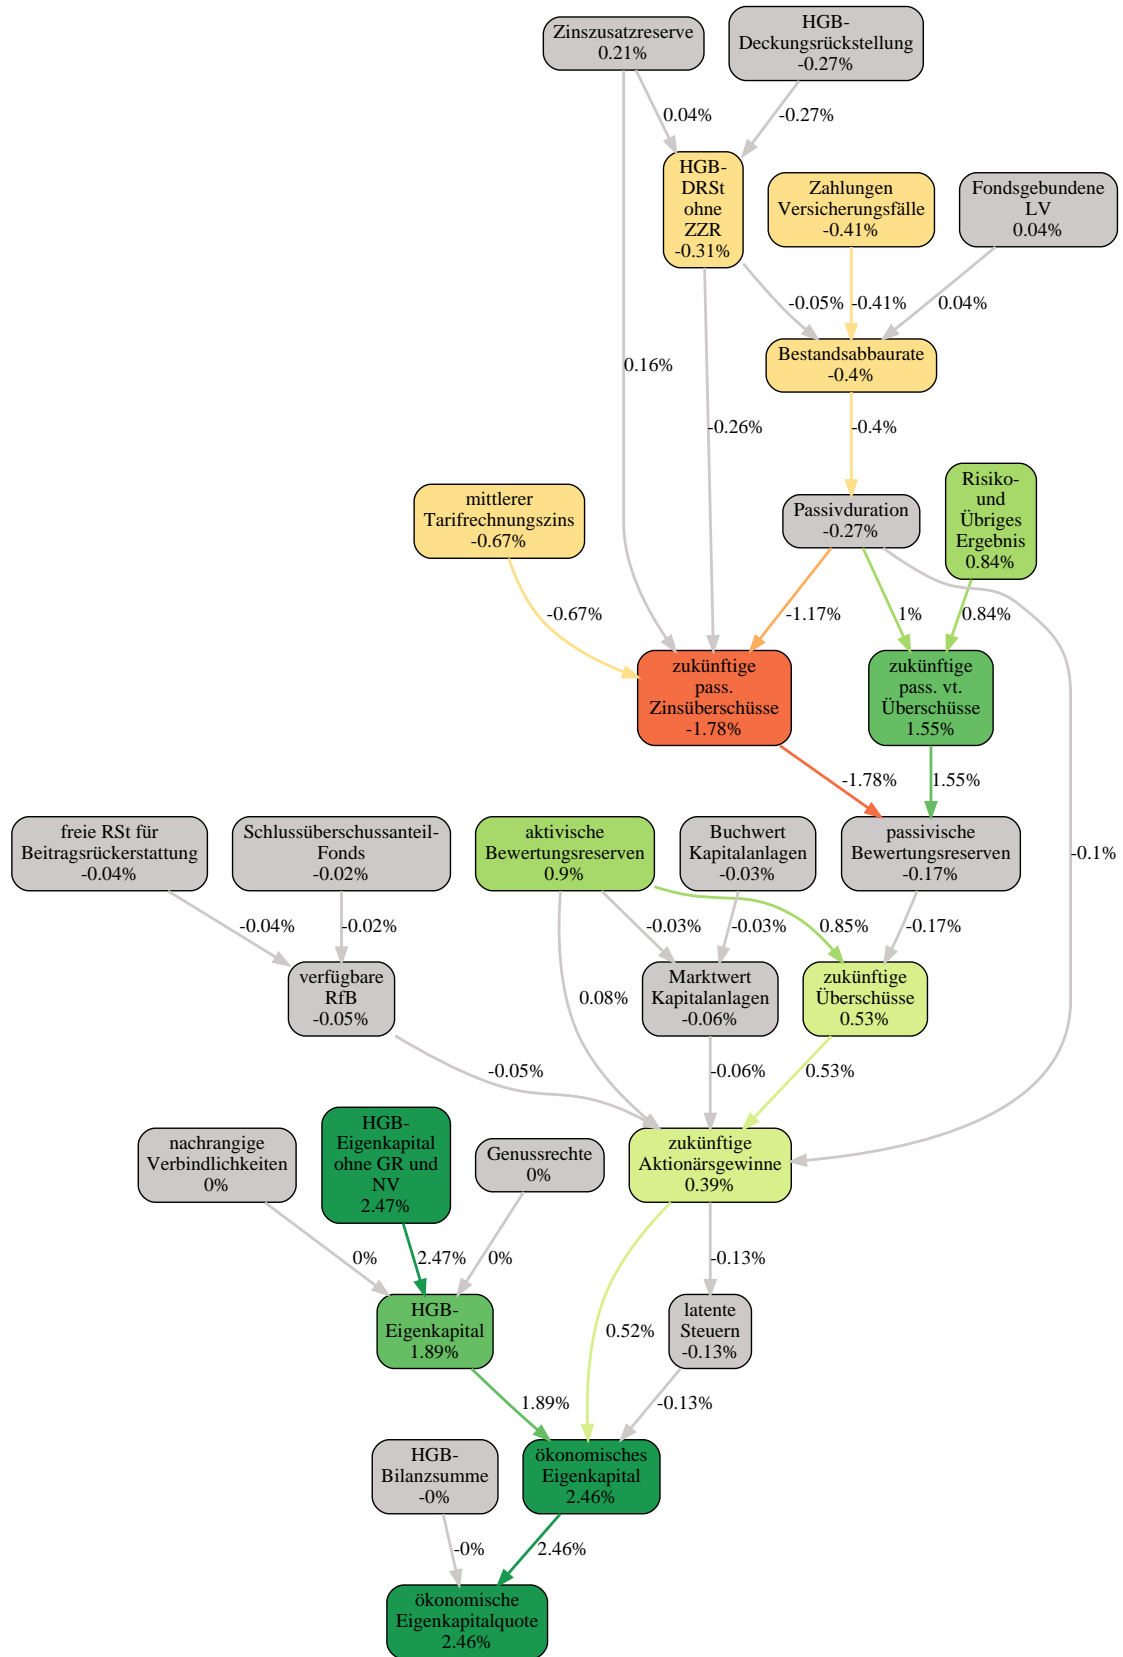 Zinszusatzreserve
0.21%
HGB-
Deckungsrückstellung
-0.27%
0.04%
-0.27%
HGB-
DRSt
ohne
ZZR
-0.31%
Zahlungen
Versicherungsfälle
-0.41%
Fondsgebundene
LV
0.04%
-0.05%
-0.41%
0.04%
Bestandsabbaurate
-0.4%
0.16%
-0.26%
-0.4%
mittlerer
Tarifrechnungszins
-0.67%
Passivduration
-0.27%
Risiko-
und
Übriges
Ergebnis
0.84%
-0.67%
-1.17%
1%
0.84%
zukünftige
pass.
Zinsüberschüsse
-1.78%
zukünftige
pass. vt.
Überschüsse
1.55%
-1.78%
1.55%
freie RSt für
Beitragsrückerstattung
-0.04%
Schlussüberschussanteil-
Fonds
-0.02%
aktivische
Bewertungsreserven
0.9%
Buchwert
Kapitalanlagen
-0.03%
passivische
Bewertungsreserven
-0.17%
-0.1%
-0.04%
-0.02%
-0.03%
-0.03%
0.85%
-0.17%
verfügbare
RfB
-0.05%
0.08%
Marktwert
Kapitalanlagen
-0.06%
zukünftige
Überschüsse
0.53%
-0.05%
-0.06%
0.53%
nachrangige
Verbindlichkeiten
0%
HGB-
Eigenkapital
ohne GR und
NV
2.47%
Genussrechte
0%
zukünftige
Aktionärsgewinne
0.39%
0%
2.47%
0%
-0.13%
HGB-
Eigenkapital
1.89%
0.52%
latente
Steuern
-0.13%
1.89%
-0.13%
HGB-
Bilanzsumme
-0%
ökonomisches
Eigenkapital
2.46%
-0%
2.46%
ökonomische
Eigenkapitalquote
2.46%